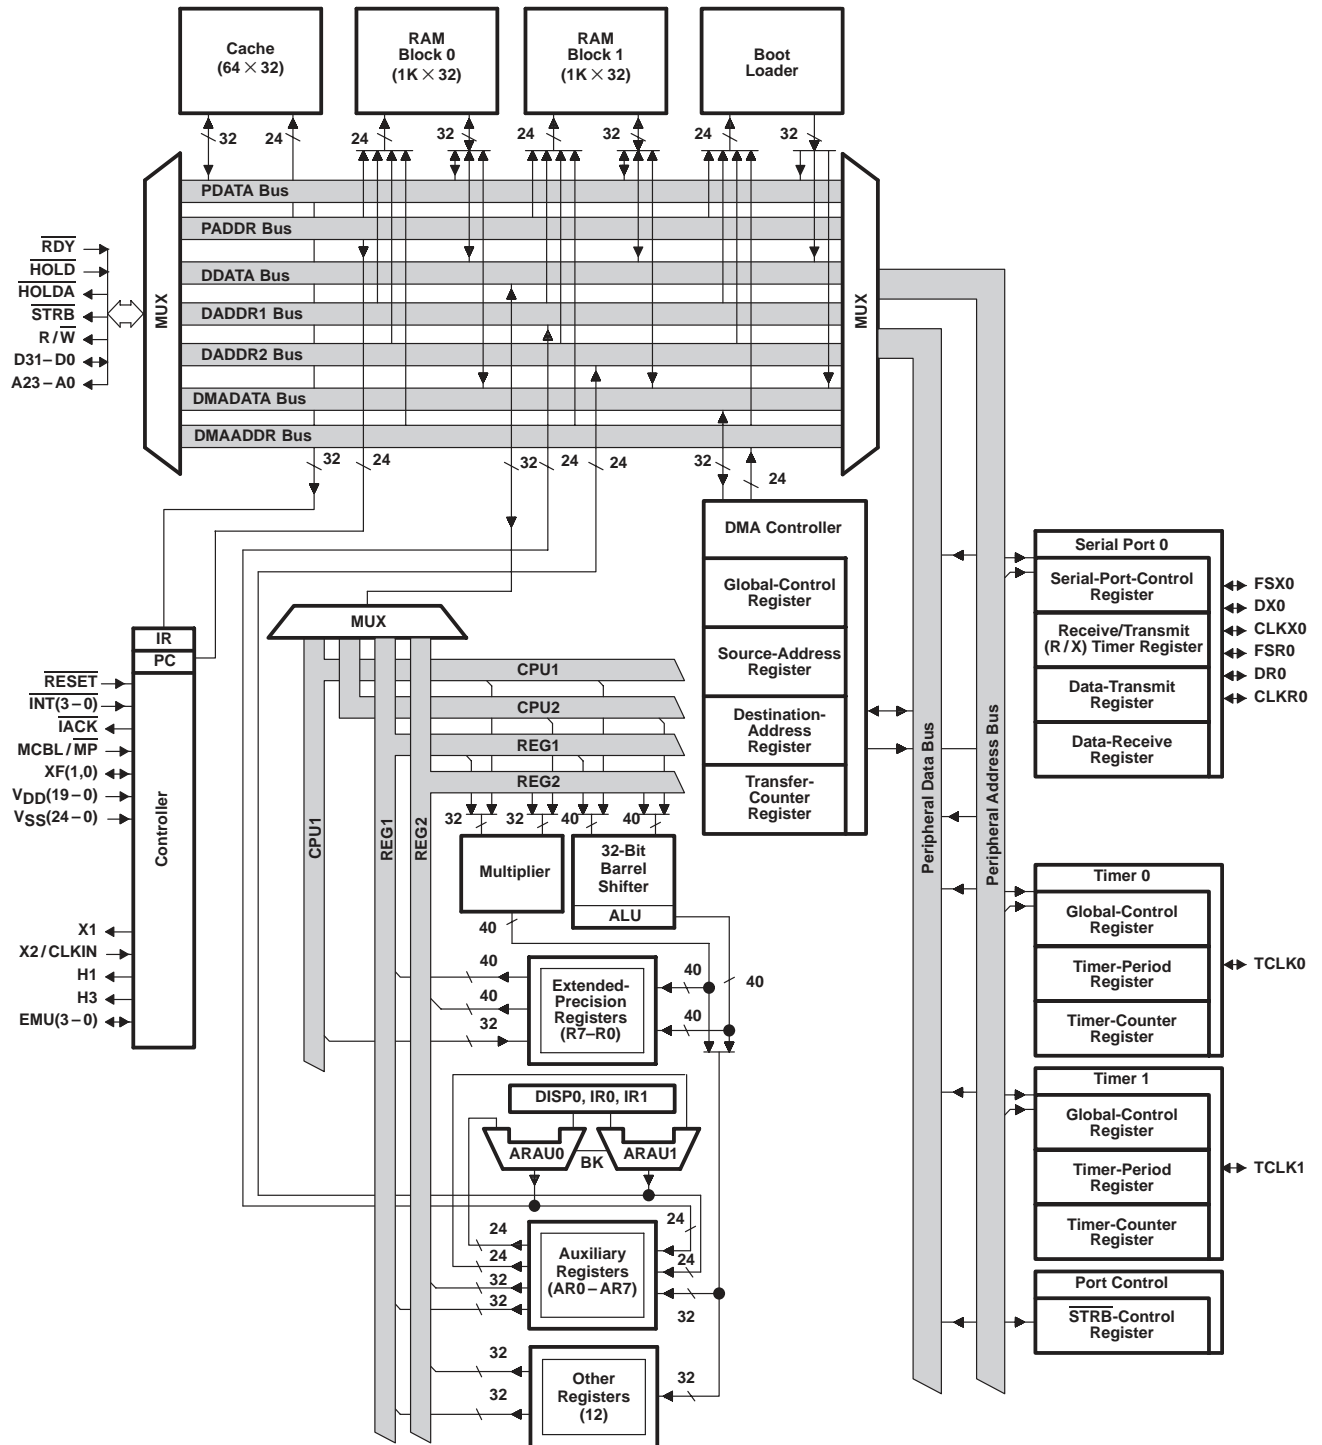 Cache
(64 × 32)
RAM
Block 0
(1K × 32)
RAM
Block 1
(1K × 32)
Boot
Loader
32
24
24
32
24
32
24
32
PDATA Bus
PADDR Bus
DDATA Bus
DADDR1 Bus
DADDR2 Bus
DMADATA Bus
DMAADDR Bus
MUX
MUX
RDY
HOLD
HOLDA
STRB
R/W
D31–D0
A23–A0
32
24
32
24
24
32
24
DMA Controller
Global-Control
Register
Source-Address
Register
Destination-
Address
Register
Transfer-
Counter
Register
Peripheral Data Bus
Peripheral Address Bus
Serial Port 0
Serial-Port-Control
Register
Receive/Transmit
(R/X) Timer Register
Data-Transmit
Register
Data-Receive
Register
FSX0
DX0
CLKX0
FSR0
DR0
CLKR0
MUX
IR
PC
Controller
RESET
INT(3–0)
IACK
MCBL/MP
XF(1,0)
VDD(19–0)
VSS(24–0)
X1
X2/CLKIN
H1
H3
EMU(3–0)
CPU1
CPU2
REG1
REG2
CPU1
REG1
REG2
32
32
40
40
Multiplier
32-Bit
Barrel
Shifter
ALU
40
40
40
32
40
40
40
Extended-
Precision
Registers
(R7–R0)
DISP0, IR0, IR1
ARAU0
BK
ARAU1
24
24
32
32
24
24
32
Auxiliary
Registers
(AR0–AR7)
32
32
32
Other
Registers
(12)
Timer 0
Global-Control
Register
Timer-Period
Register
Timer-Counter
Register
TCLK0
Timer 1
Global-Control
Register
Timer-Period
Register
Timer-Counter
Register
TCLK1
Port Control
STRB-Control
Register